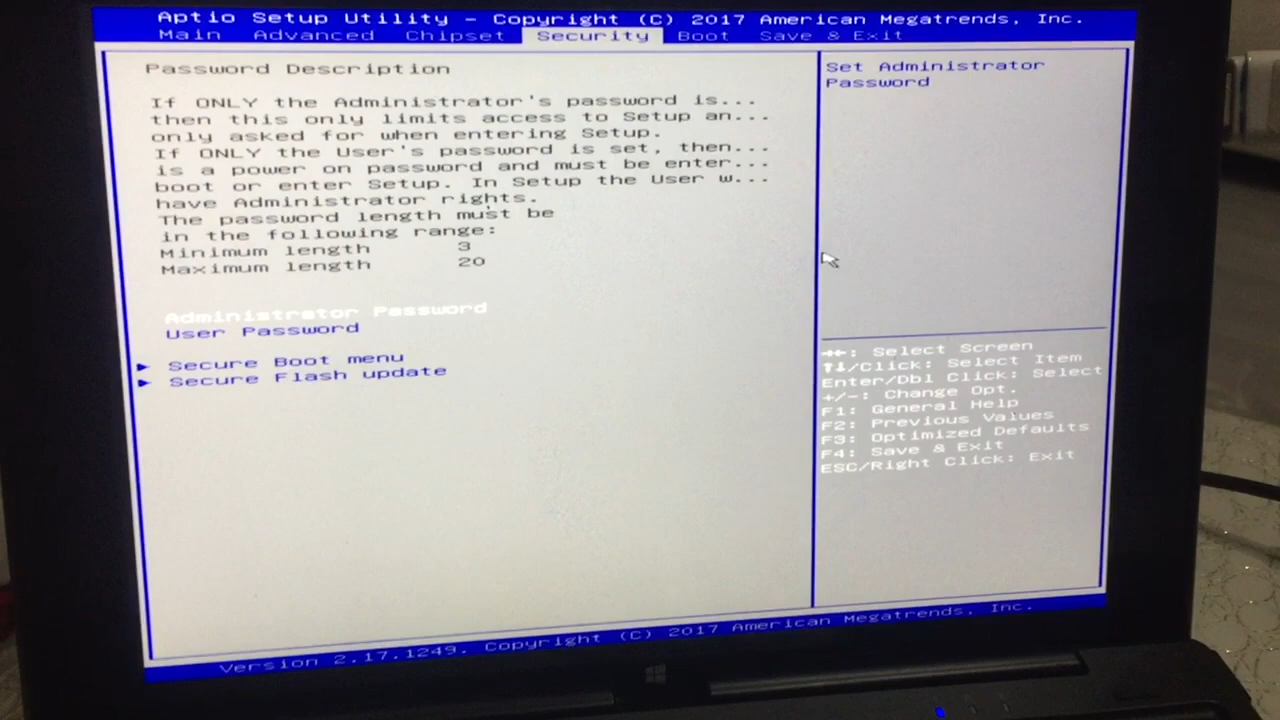 Aptio Setup Utility – Copyright (C) 2017 American Megatrends, Inc.
Main Advanced Chipset Security Boot Save & Exit
Password Description
If ONLY the Administrator's password is...
then this only limits access to Setup an...
only asked for when entering Setup.
If ONLY the User's password is set, then...
is a power on password and must be enter...
boot or enter Setup. In Setup the User w...
have Administrator rights.
The password length must be
in the following range:
Minimum length 3
Maximum length 20
Administrator Password
User Password
► Secure Boot menu
► Secure Flash update
Set Administrator
Password
→←: Select Screen
↑↓/Click: Select Item
Enter/Dbl Click: Select
+/-: Change Opt.
F1: General Help
F2: Previous Values
F3: Optimized Defaults
F4: Save & Exit
ESC/Right Click: Exit
Version 2.17.1249. Copyright (C) 2017 American Megatrends, Inc.